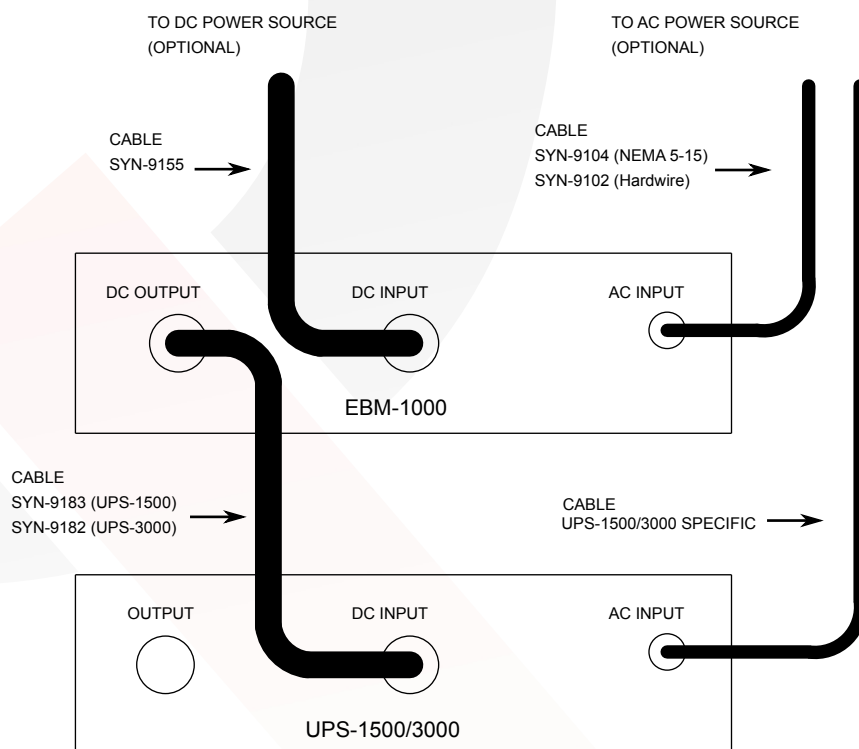 TO DC POWER SOURCE
(OPTIONAL)
TO AC POWER SOURCE
(OPTIONAL)
CABLE
SYN-9155
CABLE
SYN-9104 (NEMA 5-15)
SYN-9102 (Hardwire)
DC OUTPUT
DC INPUT
AC INPUT
EBM-1000
CABLE
SYN-9183 (UPS-1500)
SYN-9182 (UPS-3000)
CABLE
UPS-1500/3000 SPECIFIC
OUTPUT
DC INPUT
AC INPUT
UPS-1500/3000